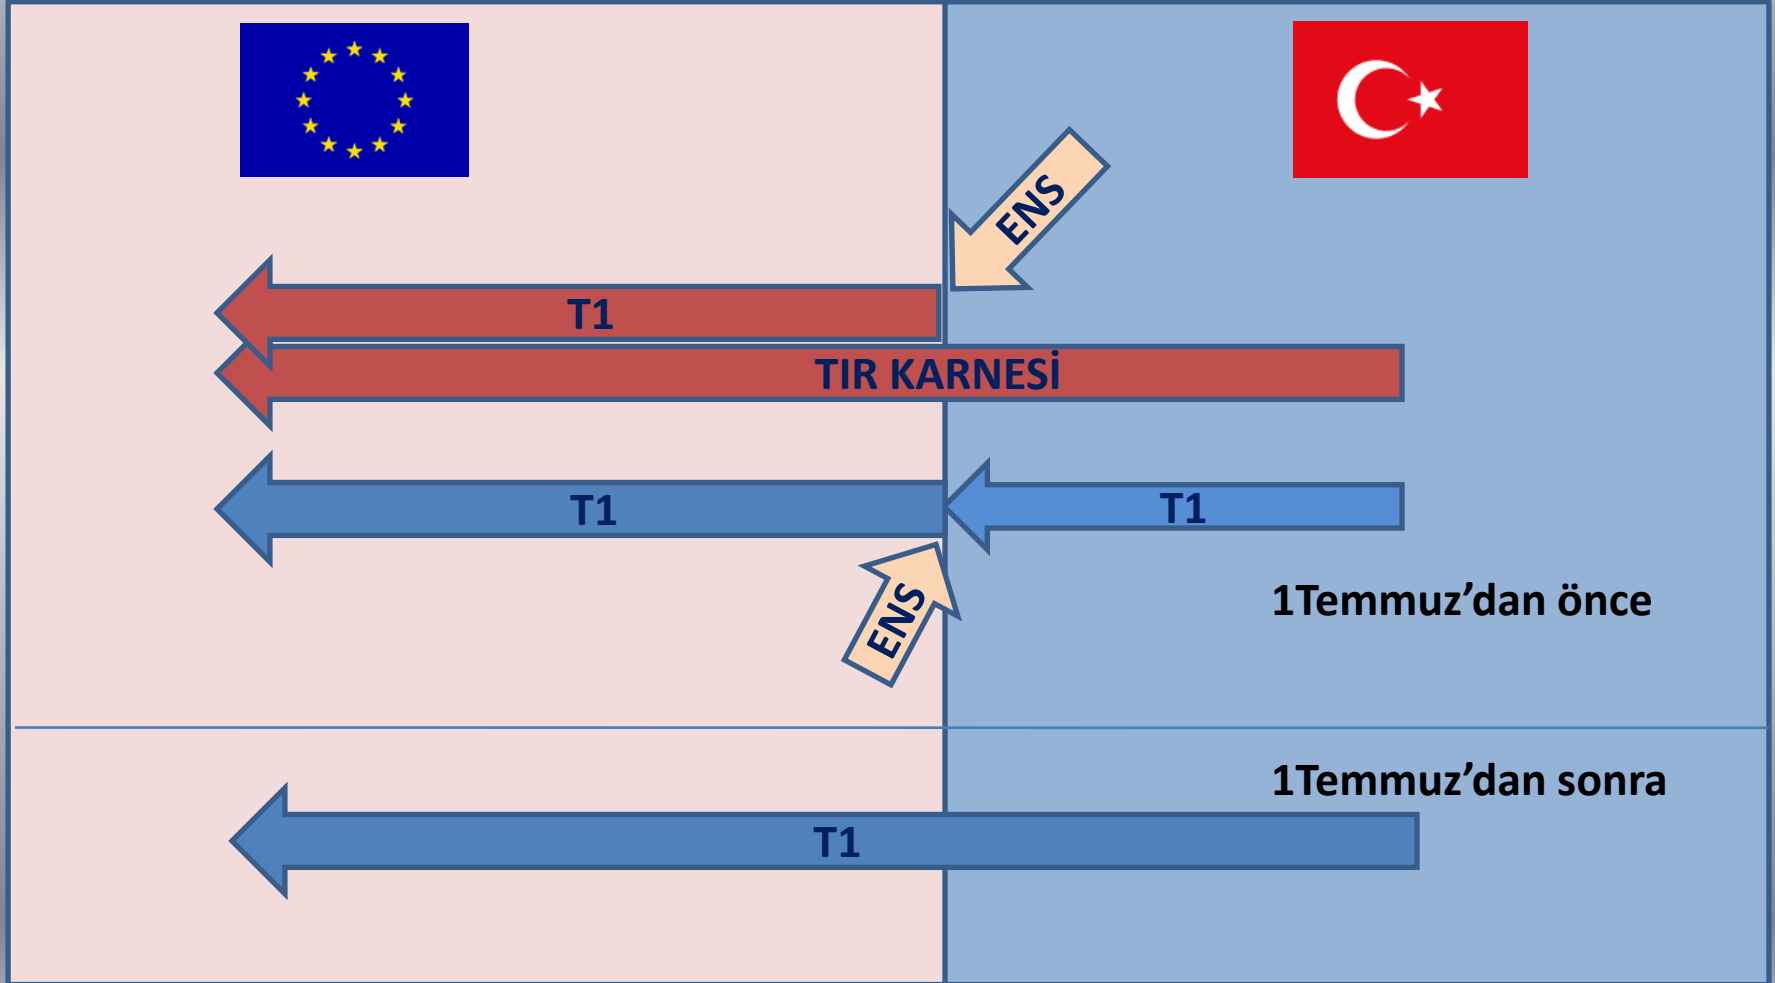 ENS
T1
TIR KARNESİ
T1
T1
ENS
1Temmuz’dan önce
1Temmuz’dan sonra
T1